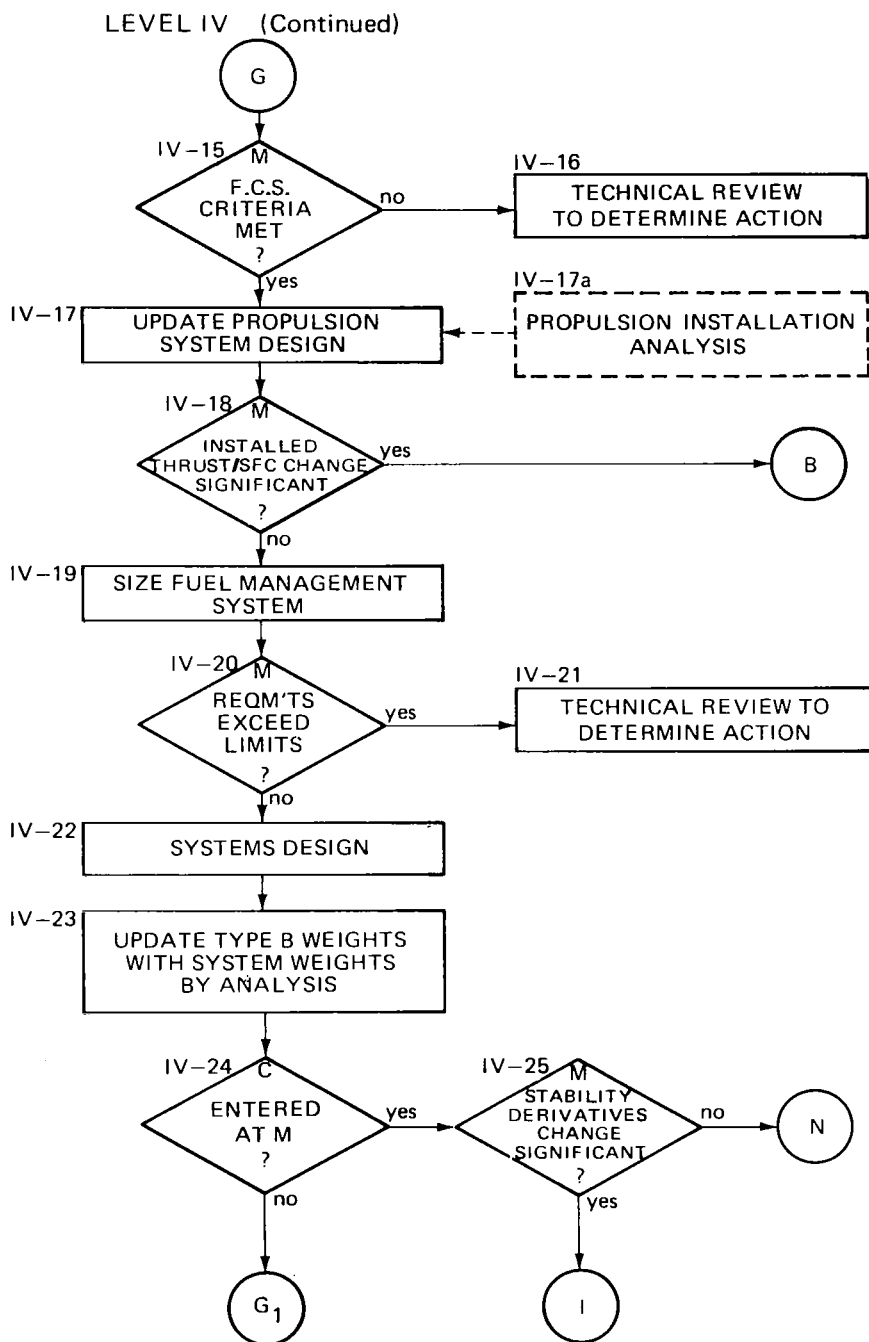 LEVEL IV (Continued)
G
IV-15
M
F.C.S.
CRITERIA
MET
?
no
yes
IV-16
TECHNICAL REVIEW
TO DETERMINE ACTION
IV-17
UPDATE PROPULSION
SYSTEM DESIGN
IV-17a
PROPULSION INSTALLATION
ANALYSIS
IV-18
M
INSTALLED
THRUST/SFC CHANGE
SIGNIFICANT
?
yes
no
B
IV-19
SIZE FUEL MANAGEMENT
SYSTEM
IV-20
M
REQM'TS
EXCEED
LIMITS
?
yes
no
IV-21
TECHNICAL REVIEW TO
DETERMINE ACTION
IV-22
SYSTEMS DESIGN
IV-23
UPDATE TYPE B WEIGHTS
WITH SYSTEM WEIGHTS
BY ANALYSIS
IV-24
C
ENTERED
AT M
?
yes
no
IV-25
M
STABILITY
DERIVATIVES
CHANGE
SIGNIFICANT
?
no
yes
N
G1
I